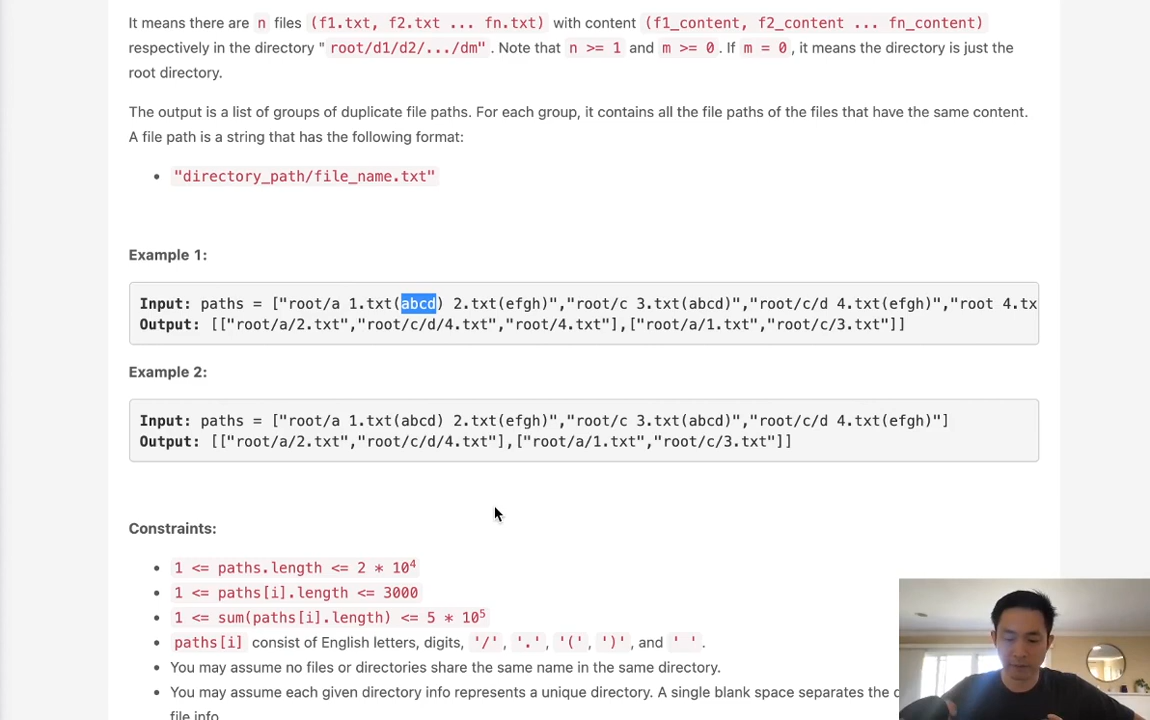 It means there are n files (f1.txt, f2.txt ... fn.txt) with content (f1_content, f2_content ... fn_content)
respectively in the directory "root/d1/d2/.../dm". Note that n >= 1 and m >= 0. If m = 0, it means the directory is just the
root directory.
The output is a list of groups of duplicate file paths. For each group, it contains all the file paths of the files that have the same content.
A file path is a string that has the following format:
• "directory_path/file_name.txt"
Example 1:
Input: paths = ["root/a 1.txt(abcd) 2.txt(efgh)","root/c 3.txt(abcd)","root/c/d 4.txt(efgh)","root 4.tx
Output: [["root/a/2.txt","root/c/d/4.txt","root/4.txt"],["root/a/1.txt","root/c/3.txt"]]
Example 2:
Input: paths = ["root/a 1.txt(abcd) 2.txt(efgh)","root/c 3.txt(abcd)","root/c/d 4.txt(efgh)"]
Output: [["root/a/2.txt","root/c/d/4.txt"],["root/a/1.txt","root/c/3.txt"]]
Constraints:
• 1 <= paths.length <= 2 * 10⁴
• 1 <= paths[i].length <= 3000
• 1 <= sum(paths[i].length) <= 5 * 10⁵
• paths[i] consist of English letters, digits, '/', '.', '(', ')', and ' '.
• You may assume no files or directories share the same name in the same directory.
• You may assume each given directory info represents a unique directory. A single blank space separates the
file info.